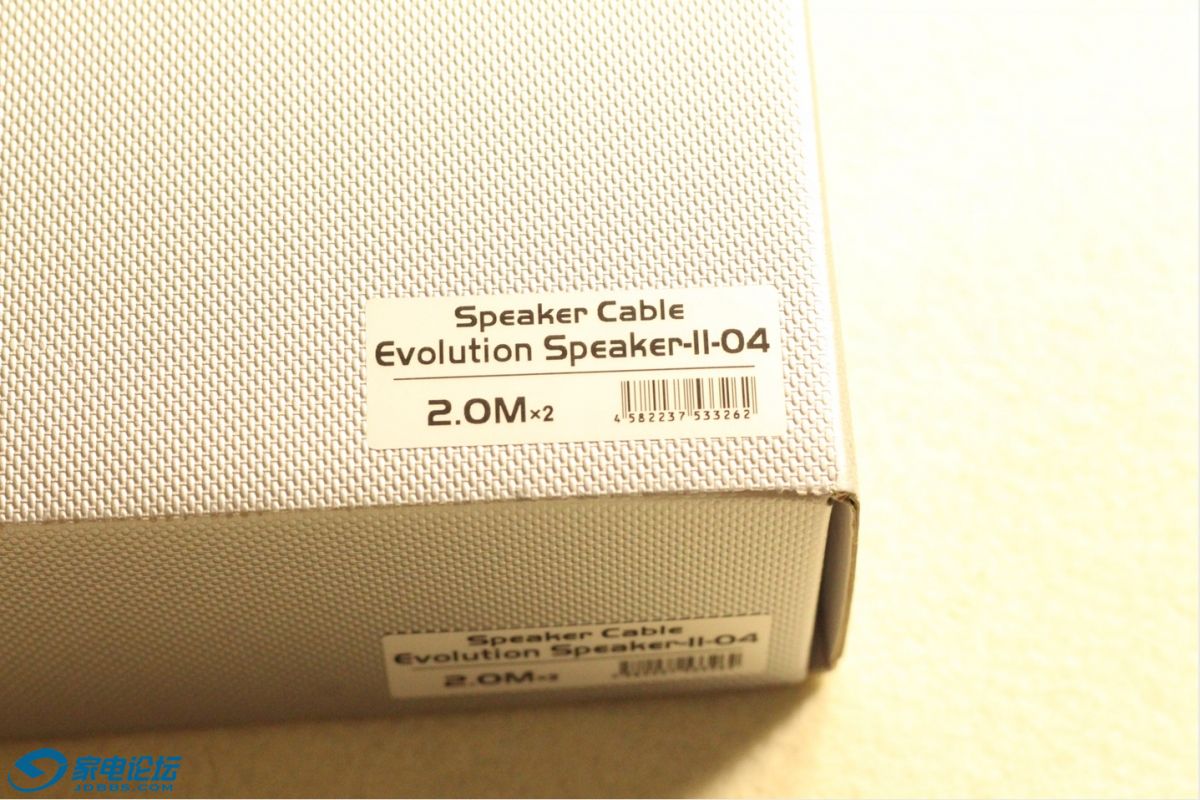 Speaker Cable
Evolution Speaker-II-04
2.0M×2
4 582237 533262
Speaker Cable
Evolution Speaker-II-04
2.0M×2
家电论坛
JDBBS.COM